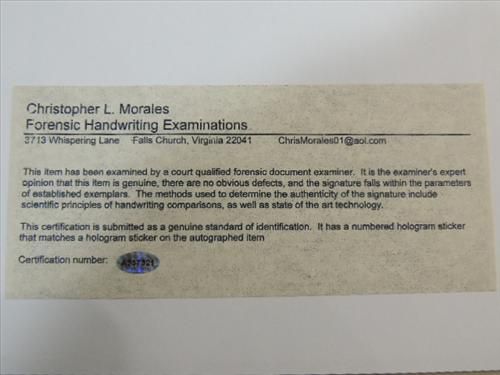 Christopher L. Morales
Forensic Handwriting Examinations
3713 Whispering Lane Falls Church, Virginia 22041 ChrisMorales01@aol.com
This item has been examined by a court qualified forensic document examiner. It is the examiner's expert
opinion that this item is genuine, there are no obvious defects, and the signature falls within the parameters
of established exemplars. The methods used to determine the authenticity of the signature include
scientific principles of handwriting comparisons, as well as state of the art technology.
This certification is submitted as a genuine standard of identification. It has a numbered hologram sticker
that matches a hologram sticker on the autographed item
Certification number: